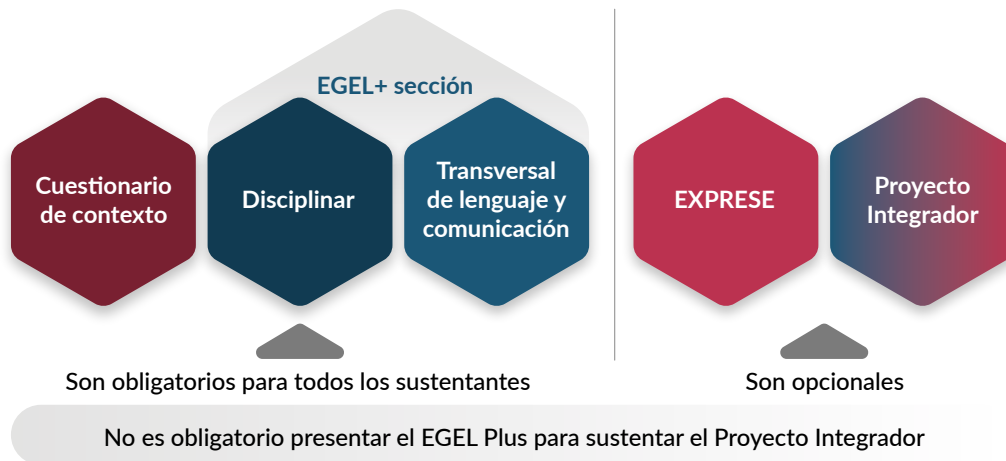 EGEL+ sección
Cuestionario
de contexto
Disciplinar
Transversal
de lenguaje y
comunicación
EXPRESE
Proyecto
Integrador
Son obligatorios para todos los sustentantes
Son opcionales
No es obligatorio presentar el EGEL Plus para sustentar el Proyecto Integrador